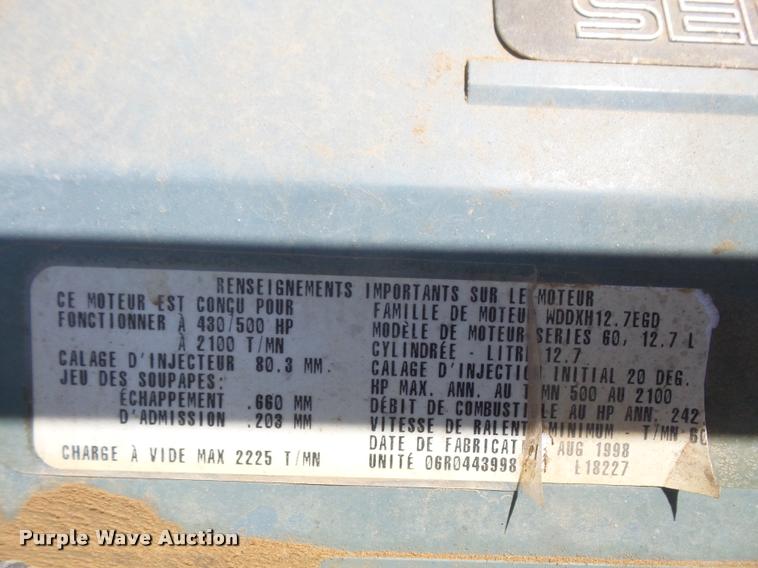 SE
RENSEIGNEMENTS IMPORTANTS SUR LE MOTEUR
CE MOTEUR EST CONÇU POUR
FONCTIONNER À 430/500 HP
À 2100 T/MN
CALAGE D'INJECTEUR 80.3 MM.
JEU DES SOUPAPES:
ÉCHAPPEMENT .660 MM
D'ADMISSION .203 MM
CHARGE À VIDE MAX 2225 T/MN
FAMILLE DE MOTEUR WDDXH12.7EGD
MODÈLE DE MOTEUR SERIES 60, 12.7 L
CYLINDRÉE - LITRE 12.7
CALAGE D'INJECTION INITIAL 20 DEG.
HP MAX. ANN. AU T/MN 500 AU 2100
DÉBIT DE COMBUSTIBLE AU HP ANN. 242
VITESSE DE RALENTI MINIMUM - T/MN 60
DATE DE FABRICAT AUG 1998
UNITÉ 06R0443998 L18227
Purple Wave Auction